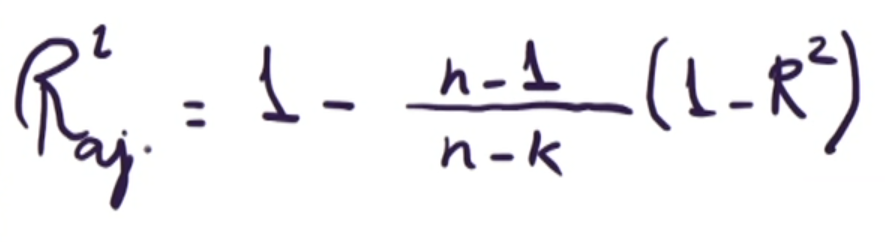 R²aj. = 1 - n-1/n-k (1-R²)